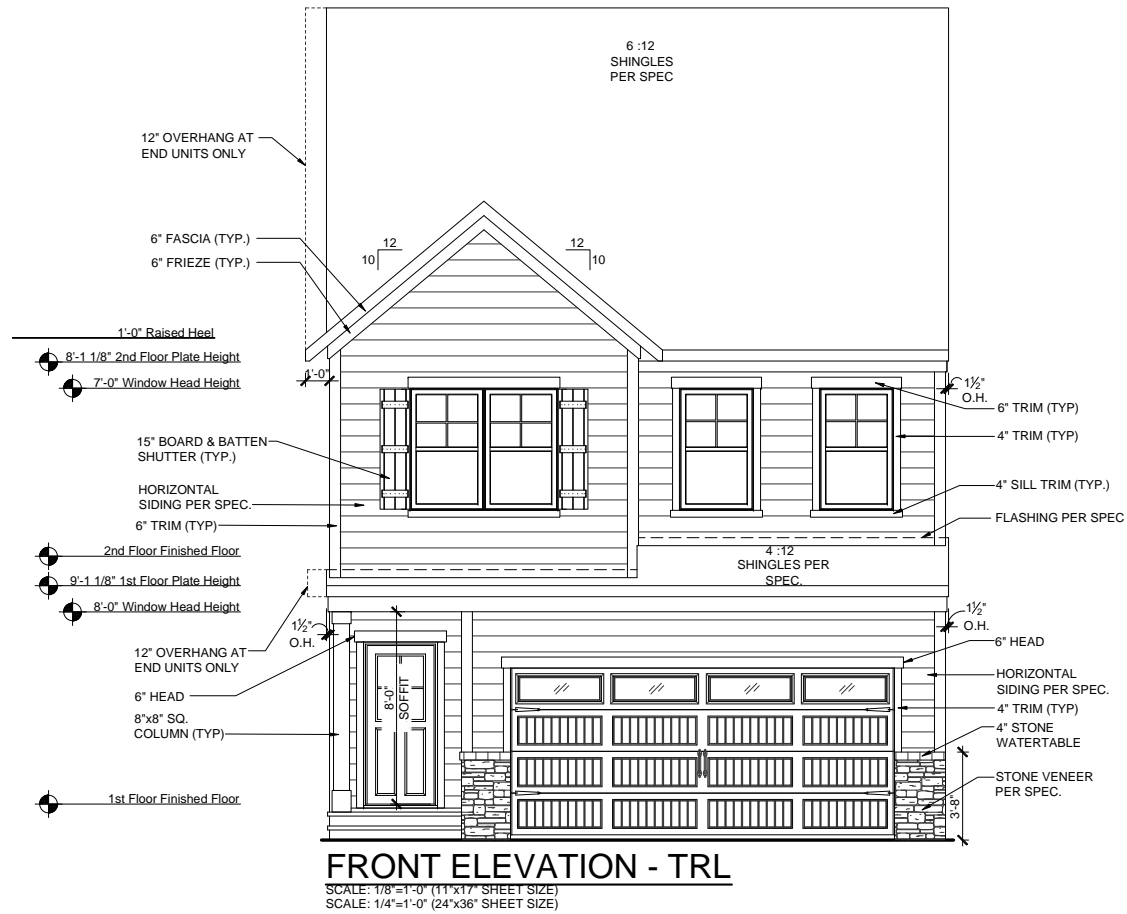 6 :12
SHINGLES
PER SPEC
12" OVERHANG AT
END UNITS ONLY
6" FASCIA (TYP.)
12
10
12
10
6" FRIEZE (TYP.)
1'-0" Raised Heel
8'-1 1/8" 2nd Floor Plate Height
1'-0"
7'-0" Window Head Height
1½"
O.H.
6" TRIM (TYP)
4" TRIM (TYP)
15" BOARD & BATTEN
SHUTTER (TYP.)
4" SILL TRIM (TYP.)
HORIZONTAL
SIDING PER SPEC.
FLASHING PER SPEC
6" TRIM (TYP)
2nd Floor Finished Floor
4 :12
SHINGLES PER
SPEC.
9'-1 1/8" 1st Floor Plate Height
8'-0" Window Head Height
1½"
O.H.
1½"
O.H.
12" OVERHANG AT
END UNITS ONLY
6" HEAD
6" HEAD
8'-0"
SOFFIT
HORIZONTAL
SIDING PER SPEC.
8"x8" SQ.
COLUMN (TYP)
4" TRIM (TYP)
4" STONE
WATERTABLE
STONE VENEER
PER SPEC.
3'-8"
1st Floor Finished Floor
FRONT ELEVATION - TRL
SCALE: 1/8"=1'-0" (11"x17" SHEET SIZE)
SCALE: 1/4"=1'-0" (24"x36" SHEET SIZE)